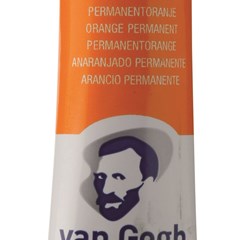 PERMANENTORANJE
ORANGE PERMANENT
PERMANENTORANGE
ANARANJADO PERMANENTE
ARANCIO PERMANENTE
van Gogh